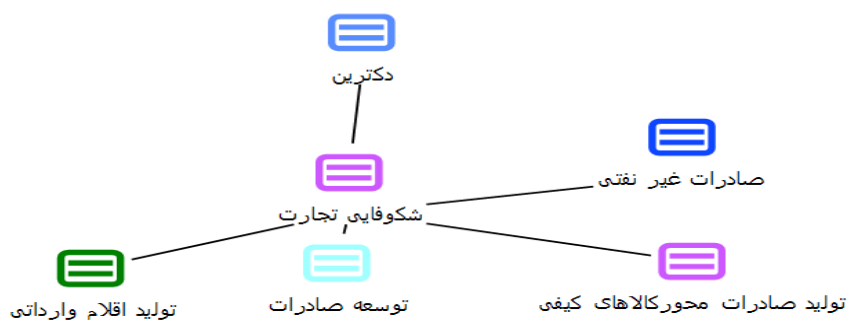 دکترین
صادرات غیر نفتی
شکوفایی تجارت
تولید صادرات محورکالاهای کیفی
توسعه صادرات
تولید اقلام وارداتی